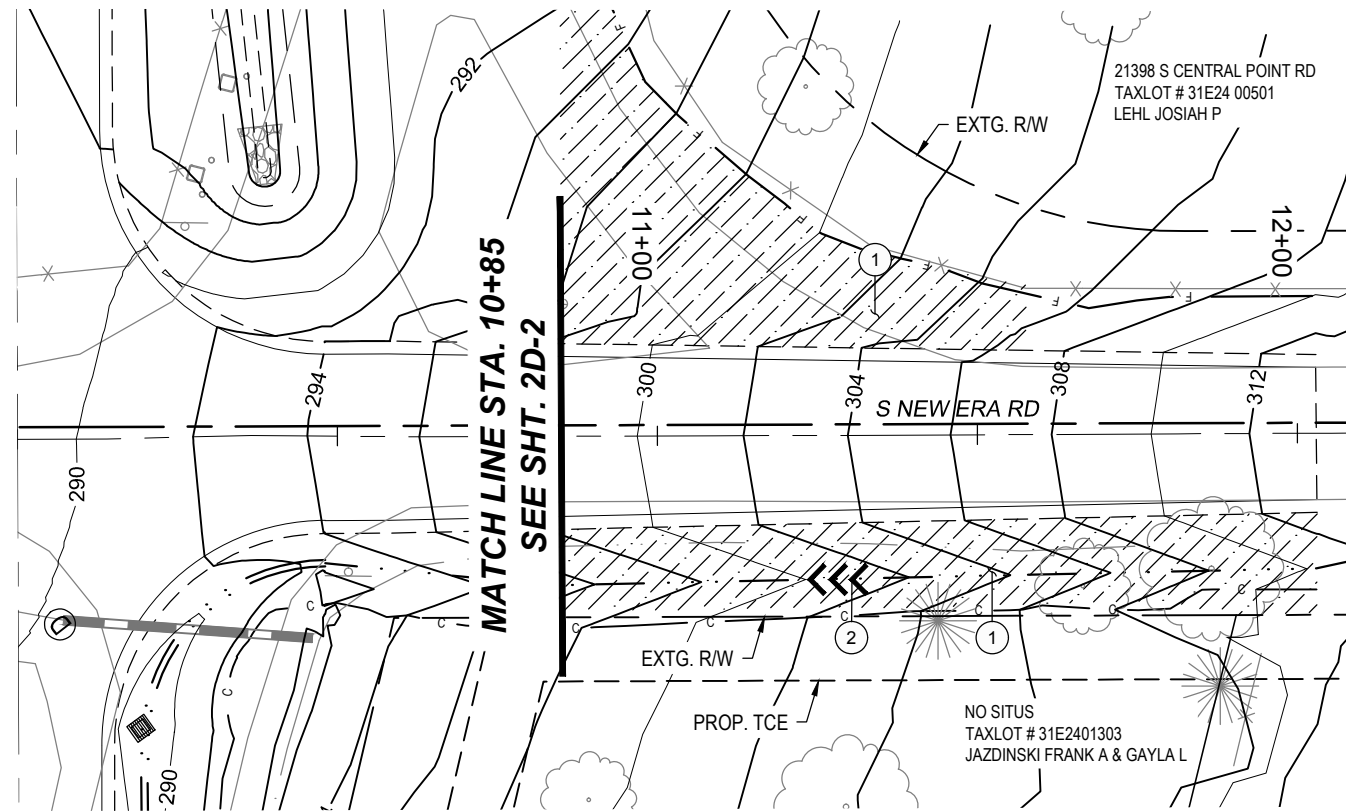 292
21398 S CENTRAL POINT RD
TAXLOT # 31E24 00501
LEHL JOSIAH P
EXTG. R/W
MATCH LINE STA. 10+85
SEE SHT. 2D-2
11+00
12+00
1
F
F
F
F
F
F
294
300
304
308
312
S NEW ERA RD
290
C
C
C
C
C
C
C
C
2
1
EXTG. R/W
PROP. TCE
NO SITUS
TAXLOT # 31E2401303
JAZDINSKI FRANK A & GAYLA L
290